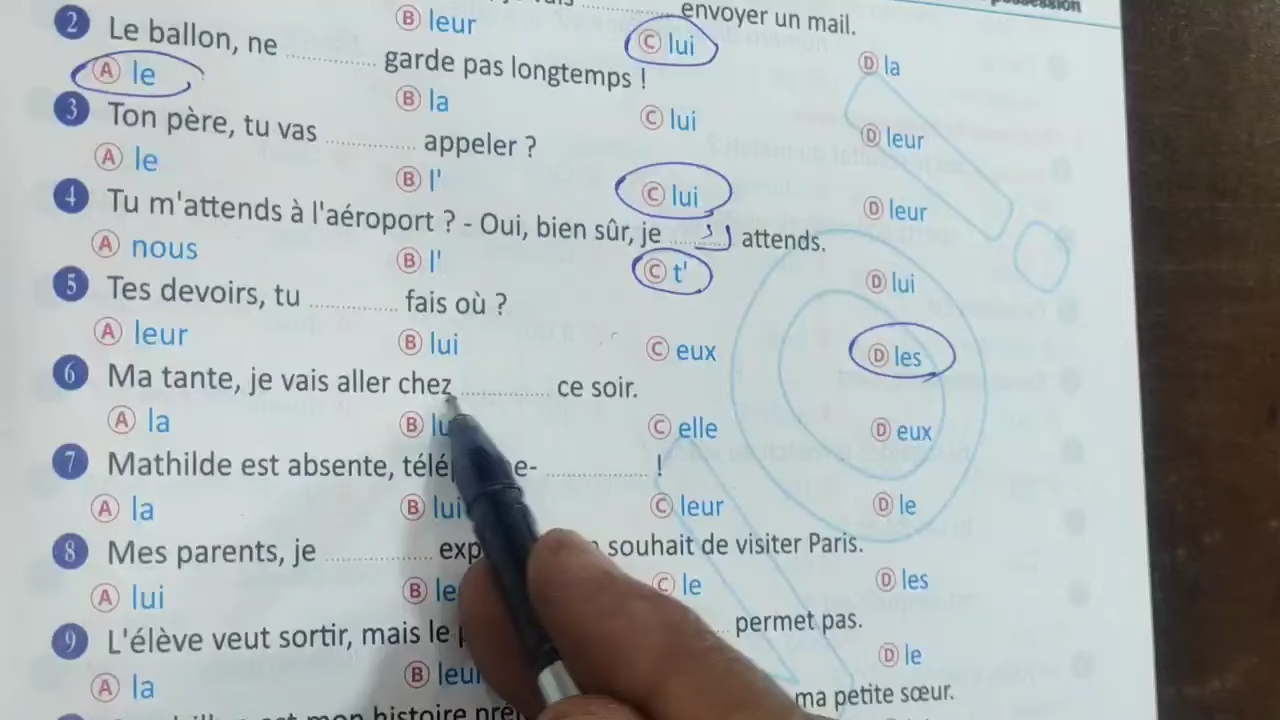 envoyer un mail.
possession
B leur C lui D la
2 Le ballon, ne ............ garde pas longtemps !
A le B la C lui D leur
3 Ton père, tu vas ............ appeler ?
A le B l' C lui D leur
4 Tu m'attends à l'aéroport ? - Oui, bien sûr, je ............ attends.
A nous B l' C t' D lui
5 Tes devoirs, tu ............ fais où ?
A leur B lui C eux D les
6 Ma tante, je vais aller chez ............ ce soir.
A la B C elle D eux
7 Mathilde est absente, ............ !
A la B lui C leur D le
8 Mes parents, je ............ souhait de visiter Paris.
A lui B C le D les
9 L'élève veut sortir, mais le ............ permet pas.
A la B leur D le
mon histoire ma petite sœur.